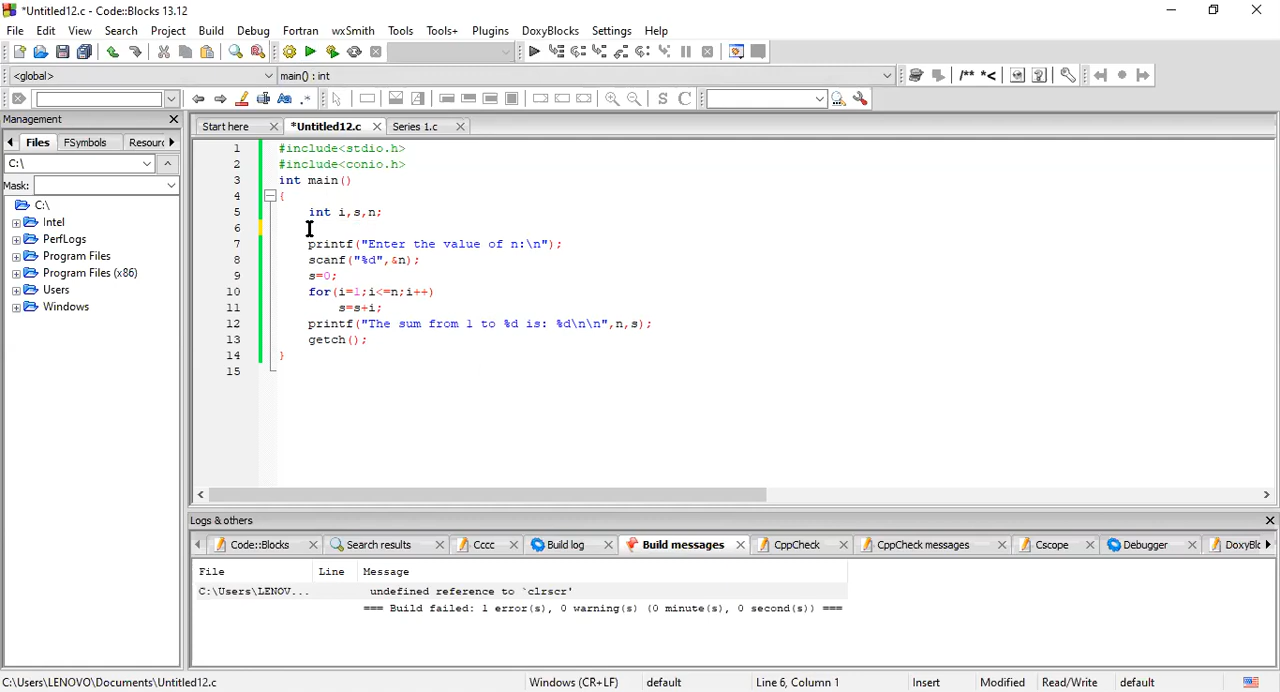 *Untitled12.c - Code::Blocks 13.12
File Edit View Search Project Build Debug Fortran wxSmith Tools Tools+ Plugins DoxyBlocks Settings Help
<global> main() : int
/** *<
S C
Management
Start here *Untitled12.c Series 1.c
Files FSymbols Resourc
C:\
Mask:
C:\
Intel
PerfLogs
Program Files
Program Files (x86)
Users
Windows
1 #include<stdio.h>
2 #include<conio.h>
3 int main()
4 {
5 int i,s,n;
6
7 printf("Enter the value of n:\n");
8 scanf("%d",&n);
9 s=0;
10 for(i=1;i<=n;i++)
11 s=s+i;
12 printf("The sum from 1 to %d is: %d\n\n",n,s);
13 getch();
14 }
15
Logs & others
Code::Blocks Search results Cccc Build log Build messages CppCheck CppCheck messages Cscope Debugger DoxyBlo
File Line Message
C:\Users\LENOV... undefined reference to `clrscr'
=== Build failed: 1 error(s), 0 warning(s) (0 minute(s), 0 second(s)) ===
C:\Users\LENOVO\Documents\Untitled12.c Windows (CR+LF) default Line 6, Column 1 Insert Modified Read/Write default